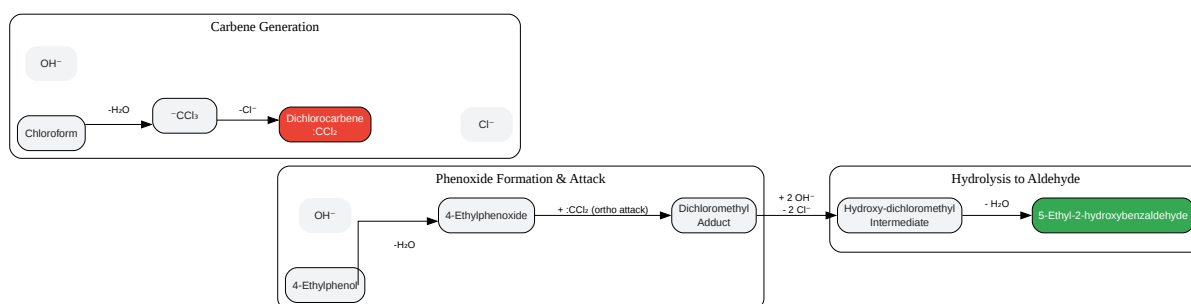 Carbene Generation
OH⁻
-H₂O
-Cl⁻
Chloroform
⁻CCl₃
Dichlorocarbene
:CCl₂
Cl⁻
Phenoxide Formation & Attack
OH⁻
4-Ethylphenol
-H₂O
4-Ethylphenoxide
+ :CCl₂ (ortho attack)
Dichloromethyl
Adduct
+ 2 OH⁻
- 2 Cl⁻
Hydrolysis to Aldehyde
Hydroxy-dichloromethyl
Intermediate
- H₂O
5-Ethyl-2-hydroxybenzaldehyde